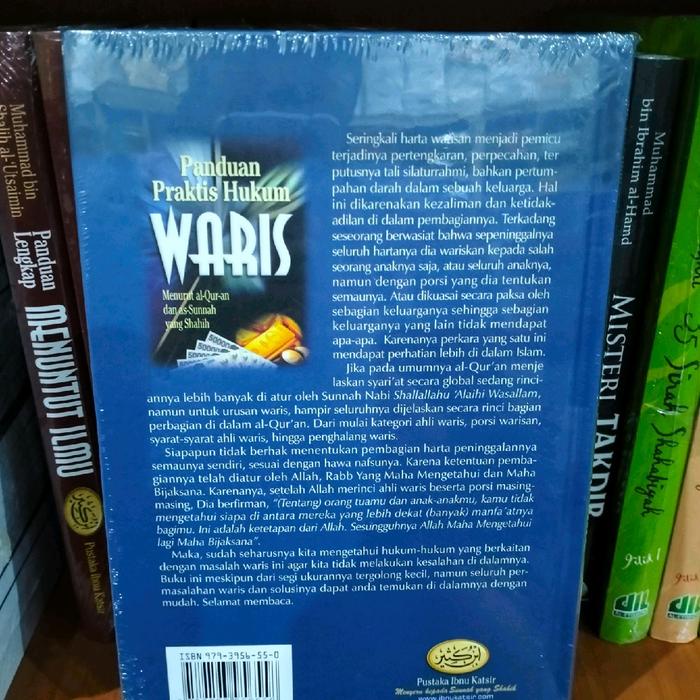 Muhammad bin
Shalih al-'Utsaimin
Panduan
Lengkap
MENUNTUT ILMU
Pustaka Ibnu Katsir
Panduan
Praktis Hukum
WARIS
Menurut al-Qur-an
dan as-Sunnah
yang Shahih
Seringkali harta warisan menjadi pemicu
terjadinya pertengkaran, perpecahan, ter
putusnya tali silaturrahmi, bahkan pertum-
pahan darah dalam sebuah keluarga. Hal
ini dikarenakan kezaliman dan ketidak-
adilan di dalam pembagiannya. Terkadang
seseorang berwasiat bahwa sepeninggalnya
seluruh hartanya dia wariskan kepada salah
seorang anaknya saja, atau seluruh anaknya,
namun dengan porsi yang dia tentukan
semaunya. Atau dikuasai secara paksa oleh
sebagian keluarganya sehingga sebagian
keluarganya yang lain tidak mendapat
apa-apa. Karenanya perkara yang satu ini
mendapat perhatian lebih di dalam Islam.
Jika pada umumnya al-Qur'an menje
laskan syari'at secara global sedang rinci-
annya lebih banyak di atur oleh Sunnah Nabi Shallallahu 'Alaihi Wasallam,
namun untuk urusan waris, hampir seluruhnya dijelaskan secara rinci bagian
perbagian di dalam al-Qur'an. Dari mulai kategori ahli waris, porsi warisan,
syarat-syarat ahli waris, hingga penghalang waris.
Siapapun tidak berhak menentukan pembagian harta peninggalannya
semaunya sendiri, sesuai dengan hawa nafsunya. Karena ketentuan pemba-
giannya telah diatur oleh Allah, Rabb Yang Maha Mengetahui dan Maha
Bijaksana. Karenanya, setelah Allah merinci ahli waris beserta porsi masing-
masing, Dia berfirman, "(Tentang) orang tuamu dan anak-anakmu, kamu tidak
mengetahui siapa di antara mereka yang lebih dekat (banyak) manfa'atnya
bagimu. Ini adalah ketetapan dari Allah. Sesungguhnya Allah Maha Mengetahui
lagi Maha Bijaksana".
Maka, sudah seharusnya kita mengetahui hukum-hukum yang berkaitan
dengan masalah waris ini agar kita tidak melakukan kesalahan di dalamnya.
Buku ini meskipun dari segi ukurannya tergolong kecil, namun seluruh per-
masalahan waris dan solusinya dapat anda temukan di dalamnya dengan
mudah. Selamat membaca.
ISBN 979-3956-55-0
ابن كثير
Pustaka Ibnu Katsir
Menyeru kepada Sunnah yang Shahih
www.ibnukatsir.com
Muhammad
bin Ibrahim al-Hamd
MISTERI TAKDIR
Sirah Shahabiyah
jilid 1